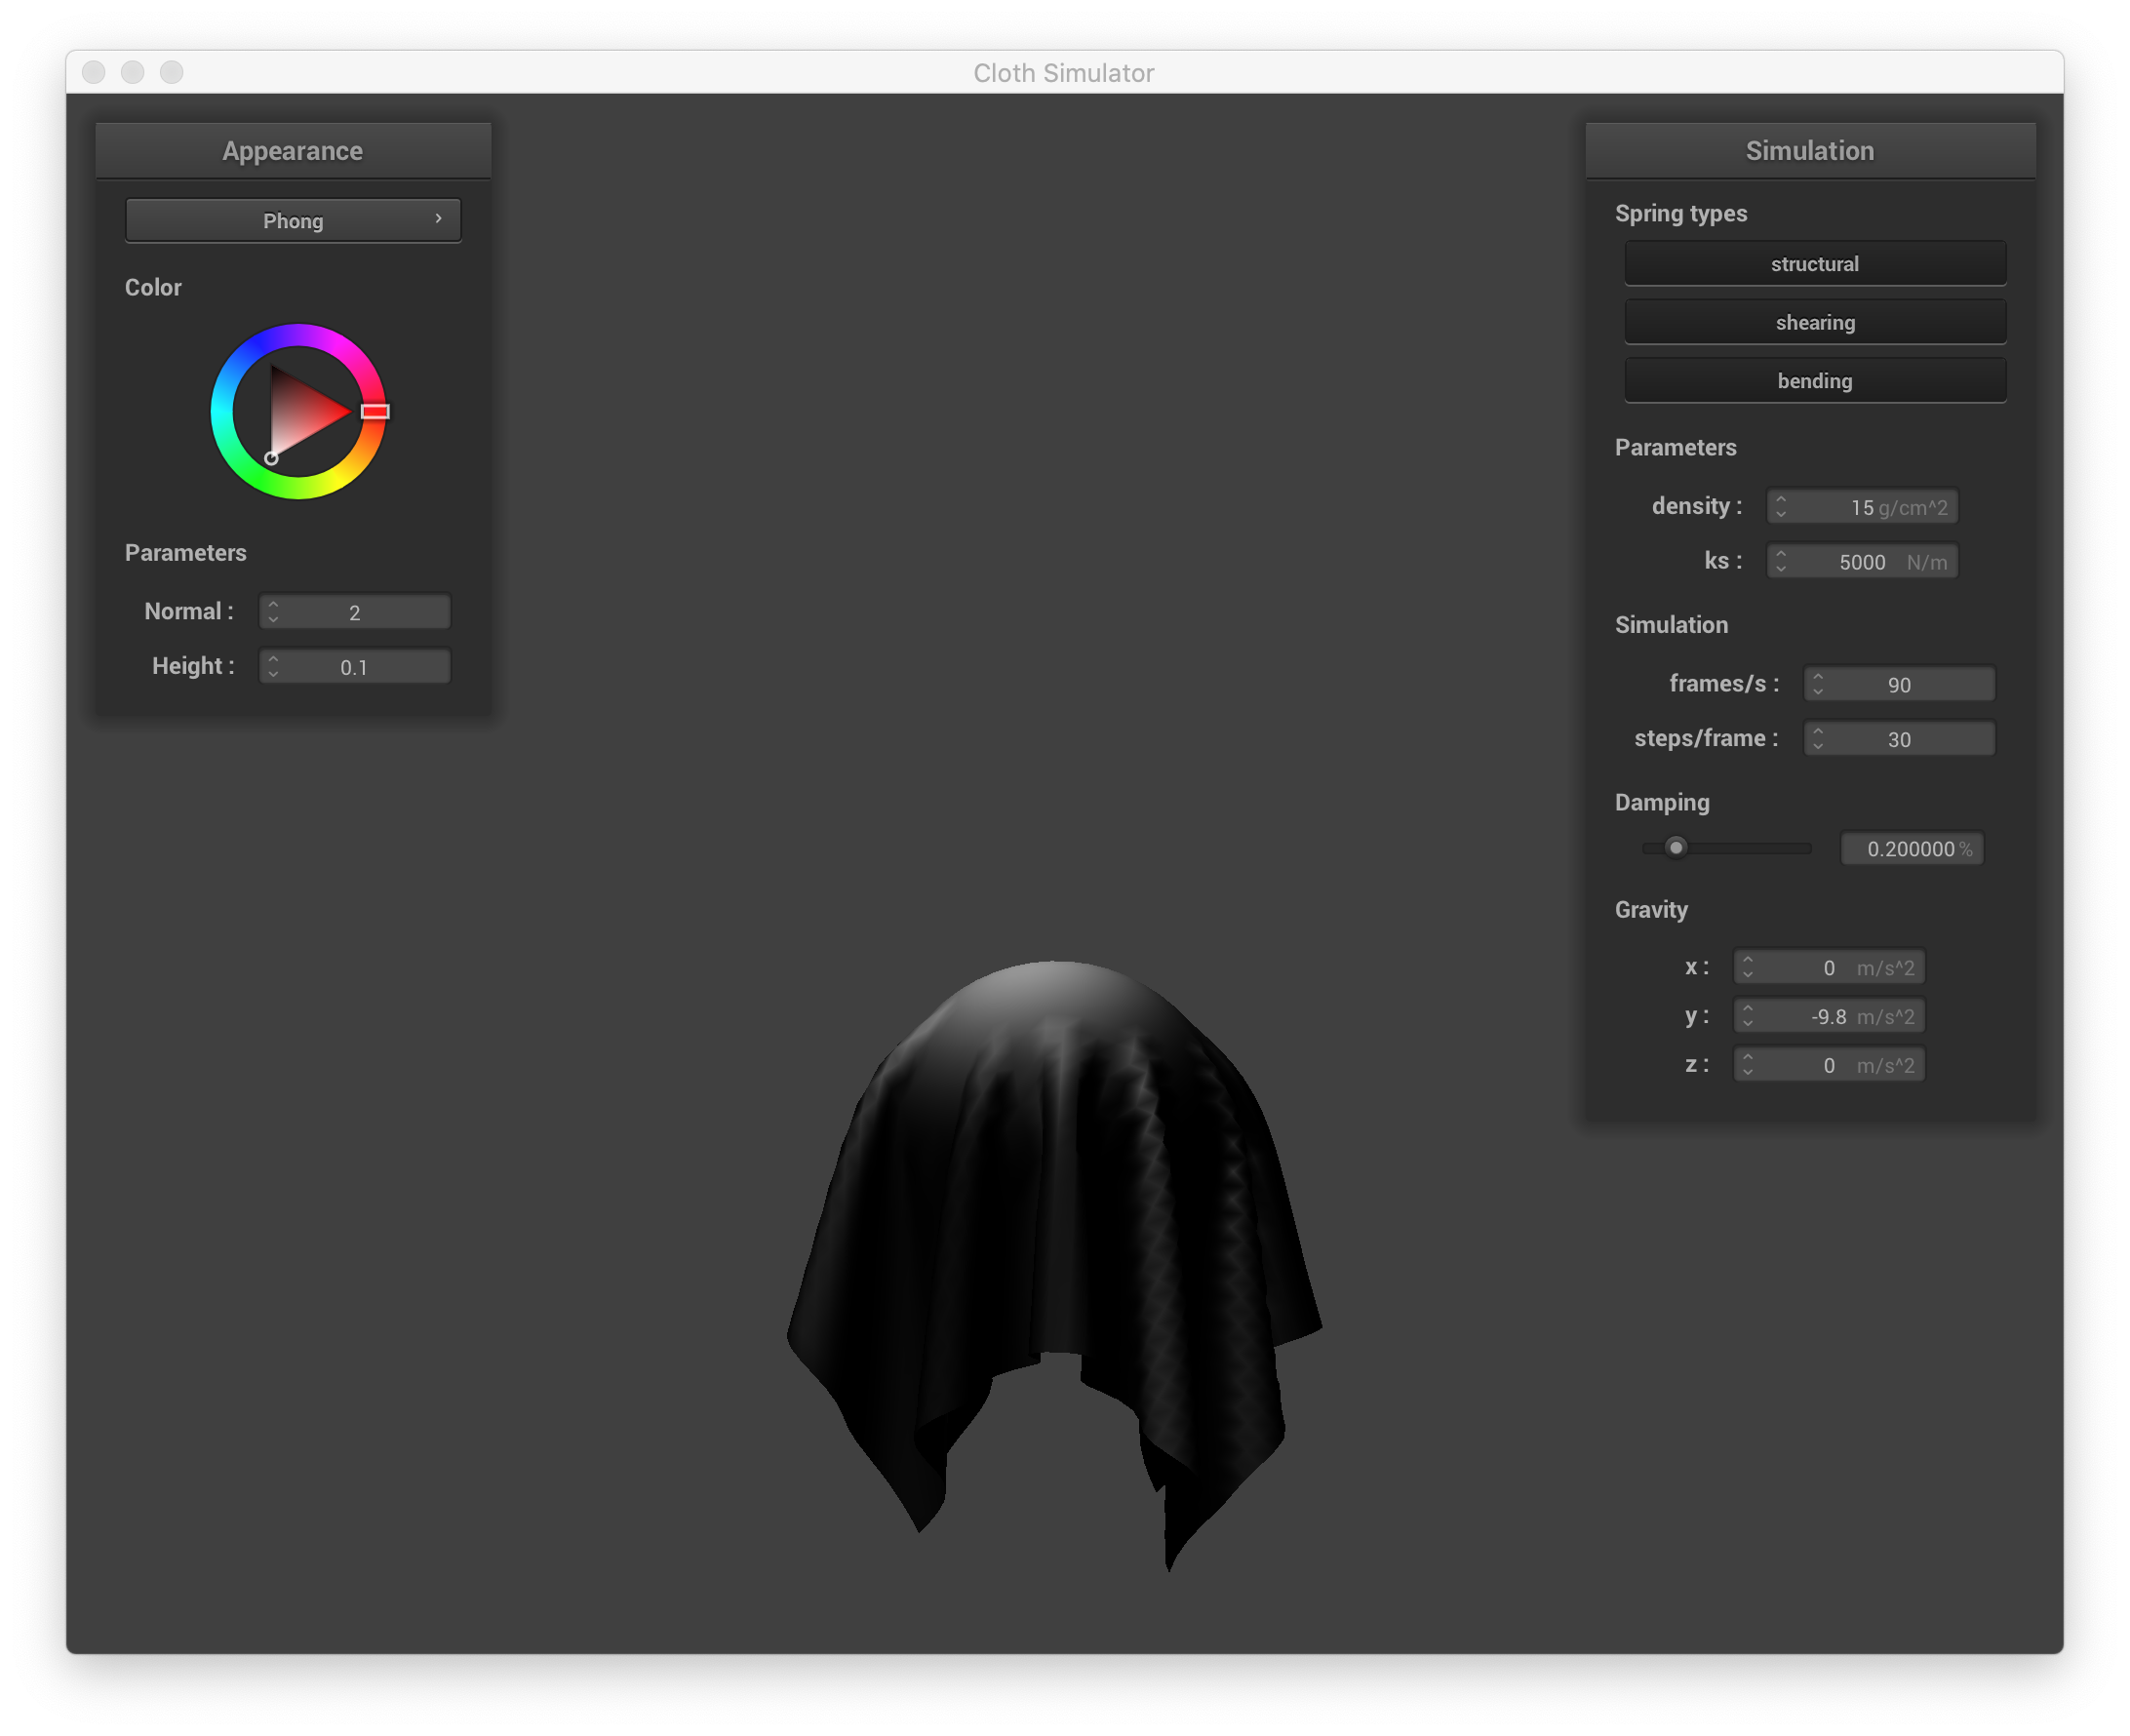 Cloth Simulator
Appearance
Phong
Color
Parameters
Normal : 2
Height : 0.1
Simulation
Spring types
structural
shearing
bending
Parameters
density : 15 g/cm^2
ks : 5000 N/m
Simulation
frames/s : 90
steps/frame : 30
Damping
0.200000 %
Gravity
x : 0 m/s^2
y : -9.8 m/s^2
z : 0 m/s^2